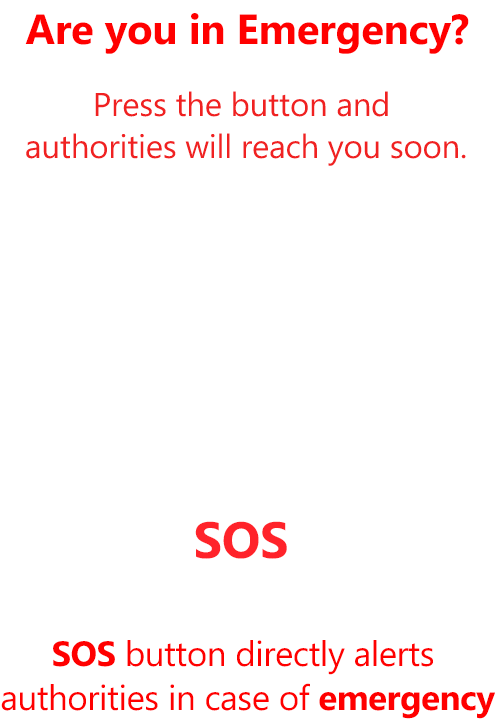 Are you in Emergency?
Press the button and
authorities will reach you soon.
SOS
SOS button directly alerts
authorities in case of emergency